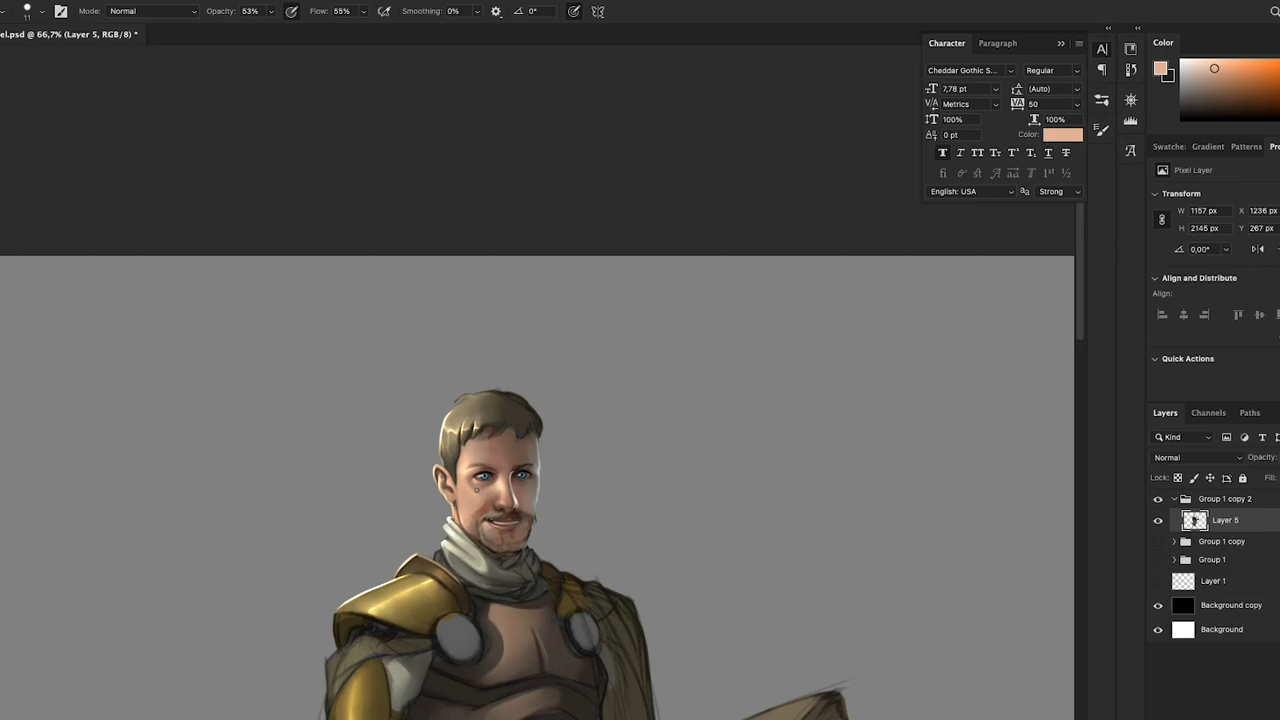 11 Mode: Normal Opacity: 53% Flow: 55% Smoothing: 0% 0°
el.psd @ 66,7% (Layer 5, RGB/8) *
Character Paragraph
Cheddar Gothic S... Regular
7,78 pt (Auto)
Metrics 50
100% 100%
0 pt Color:
English: USA aa Strong
Color
Swatche: Gradient Patterns Pro
Pixel Layer
Transform
W 1157 px X 1236 px
H 2145 px Y 267 px
0,00°
Align and Distribute
Align:
Quick Actions
Layers Channels Paths
Kind
Normal Opacity:
Lock: Fill:
Group 1 copy 2
Layer 5
Group 1 copy
Group 1
Layer 1
Background copy
Background